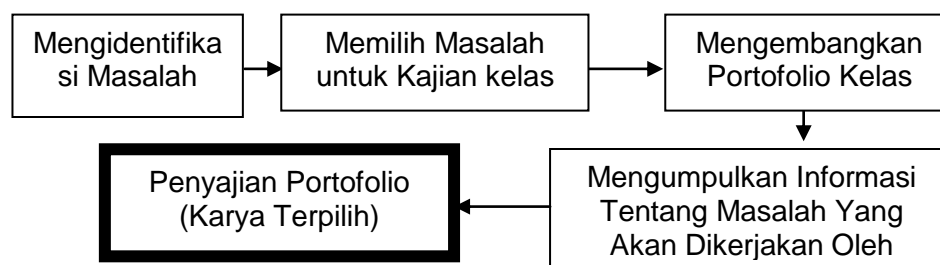 Mengidentifika
si Masalah
Memilih Masalah
untuk Kajian kelas
Mengembangkan
Portofolio Kelas
Mengumpulkan Informasi
Tentang Masalah Yang
Akan Dikerjakan Oleh
Penyajian Portofolio
(Karya Terpilih)